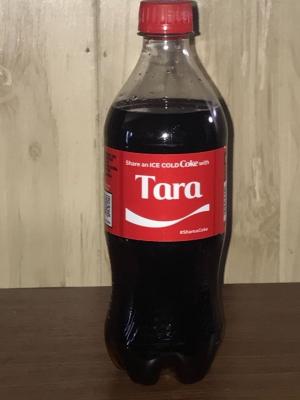 Share an ICE COLD Coke with
Tara
#ShareaCoke